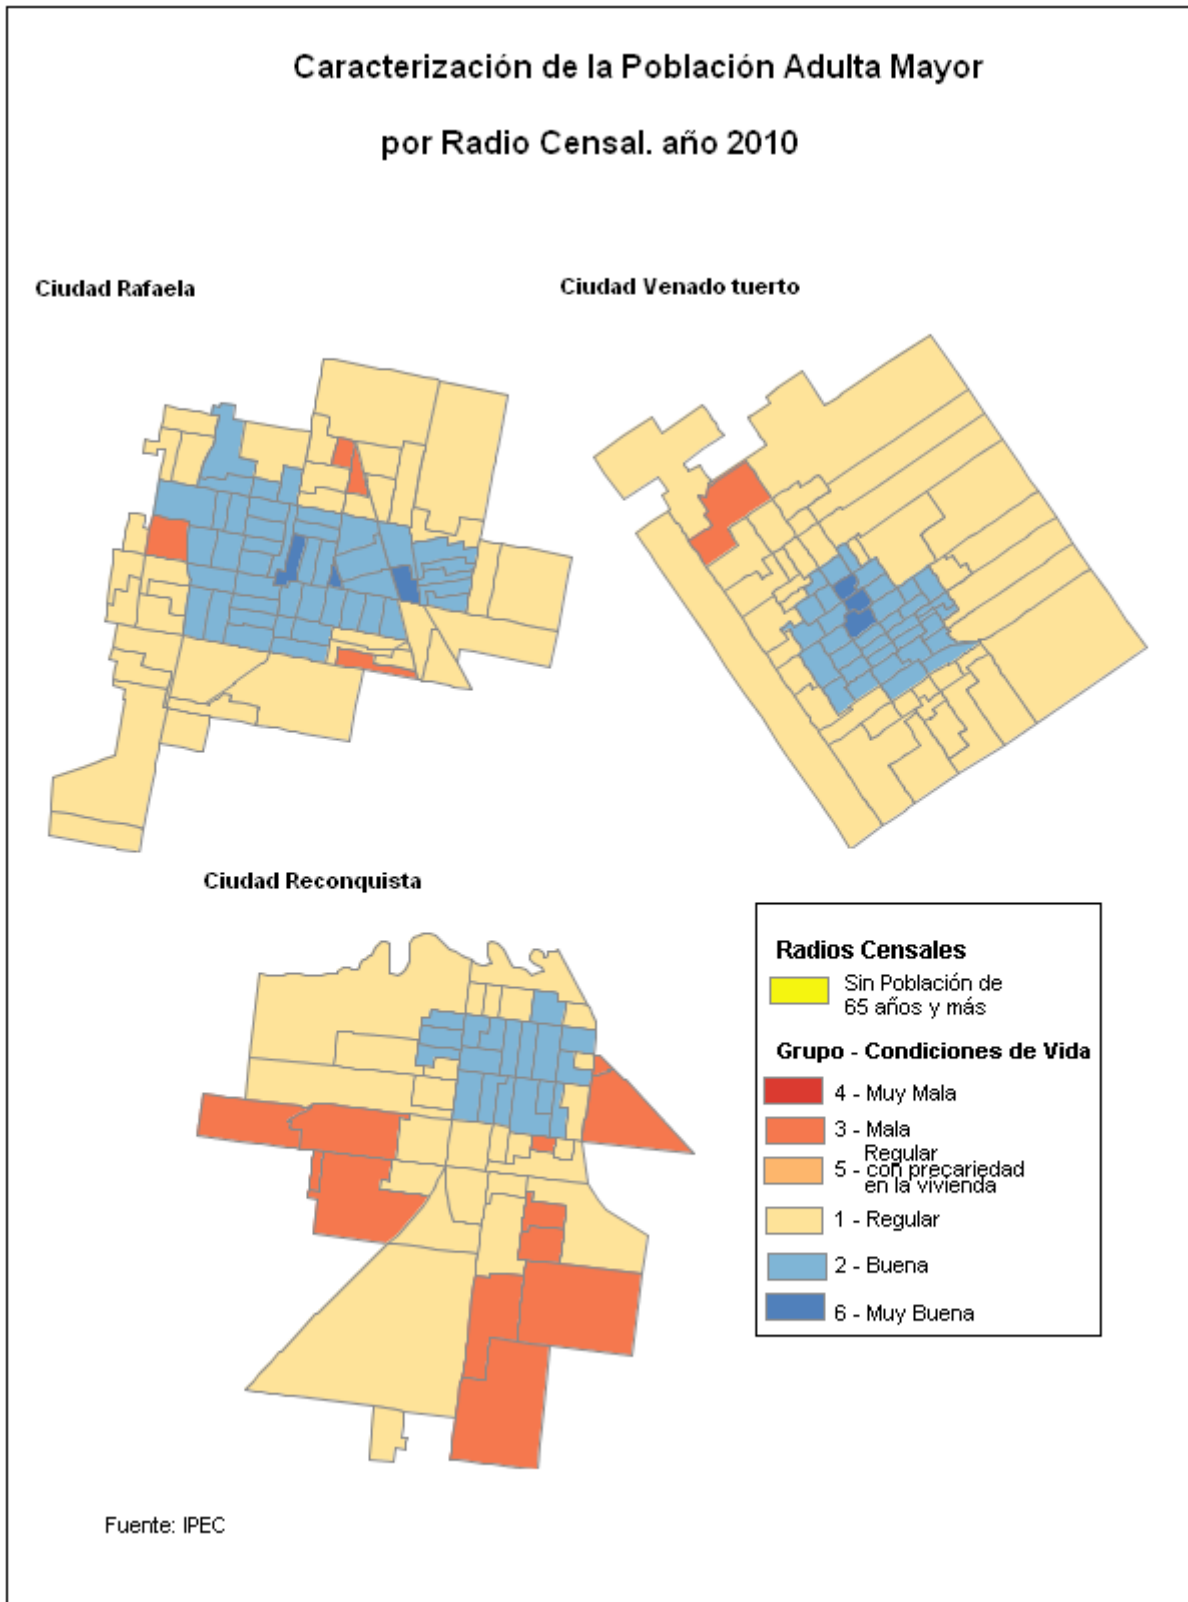 Caracterización de la Población Adulta Mayor
por Radio Censal. año 2010
Ciudad Rafaela
Ciudad Venado tuerto
Ciudad Reconquista
Radios Censales
Sin Población de
65 años y más
Grupo - Condiciones de Vida
4 - Muy Mala
3 - Mala
Regular
5 - con precariedad
en la vivienda
1 - Regular
2 - Buena
6 - Muy Buena
Fuente: IPEC